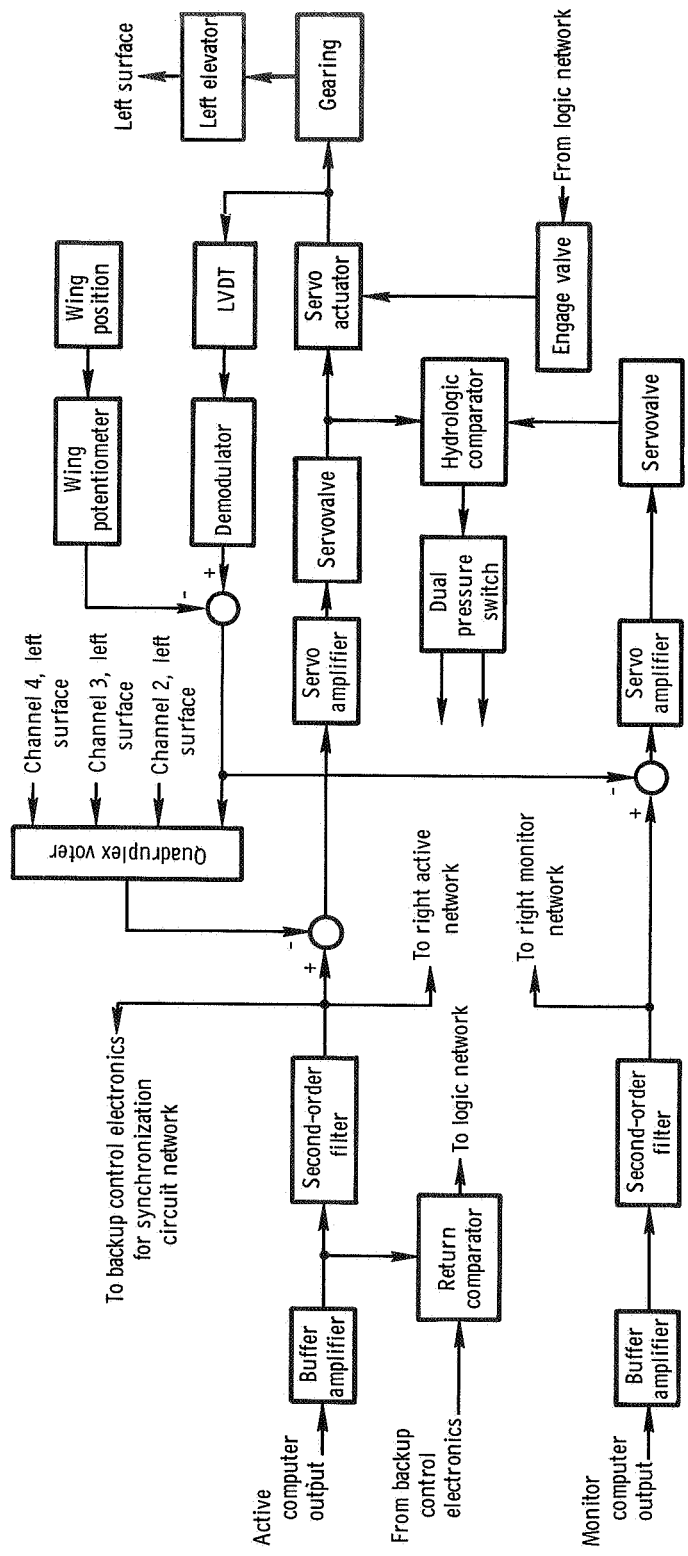 To backup control electronics
for synchronization
circuit network
Quadruplex voter
Channel 4, left
surface
Channel 3, left
surface
Channel 2, left
surface
Wing
potentiometer
Wing
position
Demodulator
LVDT
Left surface
Left elevator
Active
computer
output
Buffer
amplifier
Second-order
filter
+
-
Servo
amplifier
Servovalve
Servo
actuator
Gearing
-
+
From backup
control
electronics
Return
comparator
To logic network
To right active
network
Dual
pressure
switch
Hydrologic
comparator
Engage valve
From logic network
To right monitor
network
Monitor
computer
output
Buffer
amplifier
Second-order
filter
+
-
Servo
amplifier
Servovalve